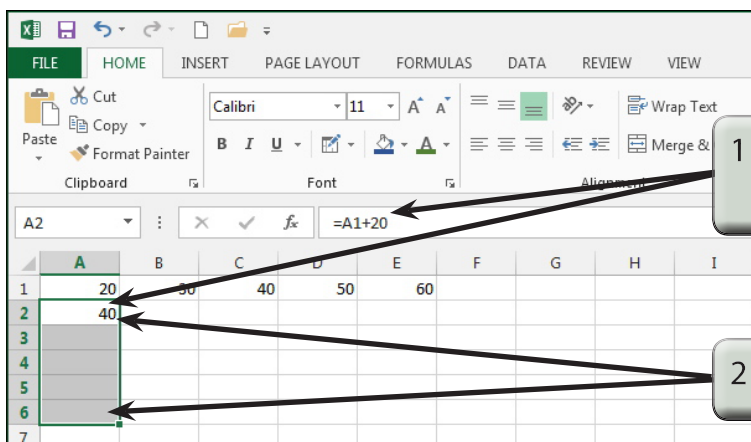 FILE HOME INSERT PAGE LAYOUT FORMULAS DATA REVIEW VIEW
Cut
Calibri 11 A A Wrap Text
Copy
Paste
B I U A Merge &
Format Painter
Clipboard Font
1
A2 fx =A1+20
A B C D E F G H I
1 20 30 40 50 60
2 40
3
4
5
2
6
7